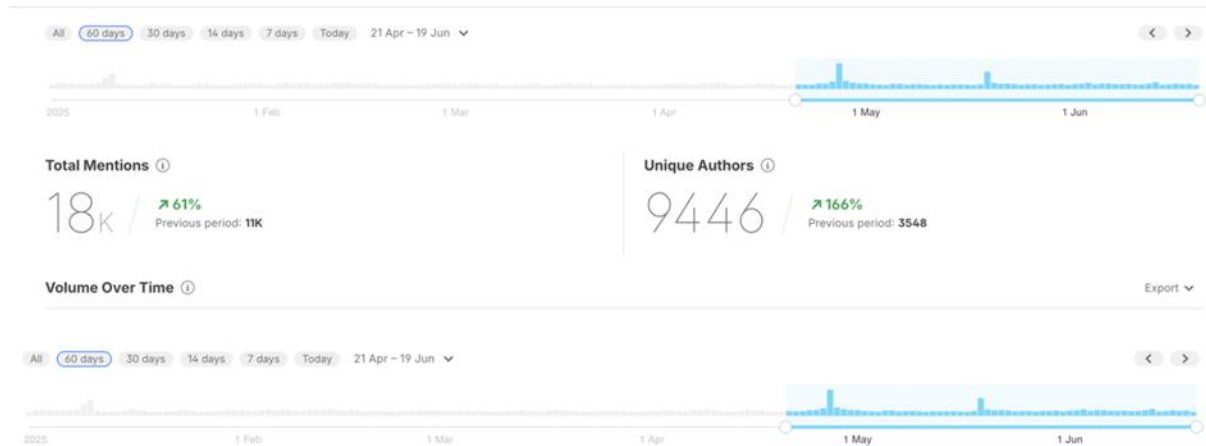 All 60 days 30 days 14 days 7 days Today 21 Apr – 19 Jun
2025 1 Feb 1 Mar 1 Apr 1 May 1 Jun
Total Mentions
18K 61%
Previous period: 11K
Unique Authors
9446 166%
Previous period: 3548
Volume Over Time Export
All 60 days 30 days 14 days 7 days Today 21 Apr – 19 Jun
2025 1 Feb 1 Mar 1 Apr 1 May 1 Jun